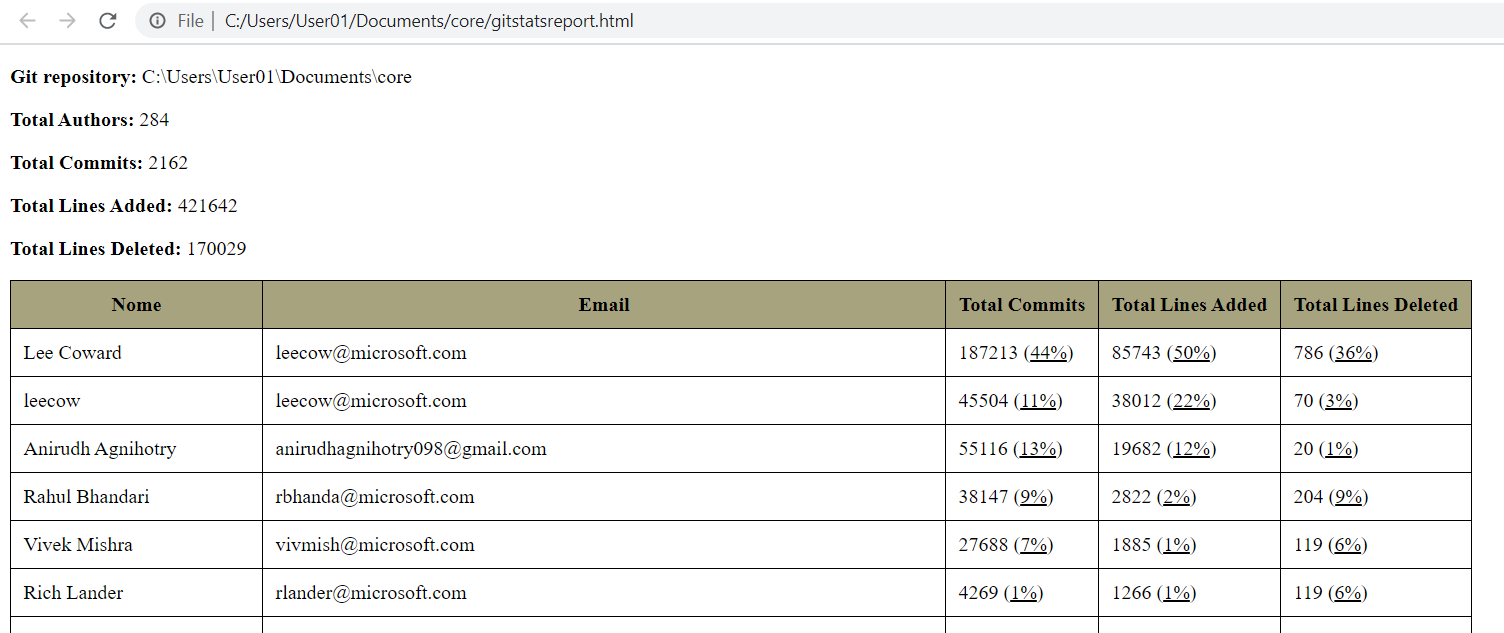 File | C:/Users/User01/Documents/core/gitstatsreport.html
Git repository: C:\Users\User01\Documents\core
Total Authors: 284
Total Commits: 2162
Total Lines Added: 421642
Total Lines Deleted: 170029
Nome Email Total Commits Total Lines Added Total Lines Deleted
Lee Coward leecow@microsoft.com 187213 (44%) 85743 (50%) 786 (36%)
leecow leecow@microsoft.com 45504 (11%) 38012 (22%) 70 (3%)
Anirudh Agnihotry anirudhagnihotry098@gmail.com 55116 (13%) 19682 (12%) 20 (1%)
Rahul Bhandari rbhanda@microsoft.com 38147 (9%) 2822 (2%) 204 (9%)
Vivek Mishra vivmish@microsoft.com 27688 (7%) 1885 (1%) 119 (6%)
Rich Lander rlander@microsoft.com 4269 (1%) 1266 (1%) 119 (6%)